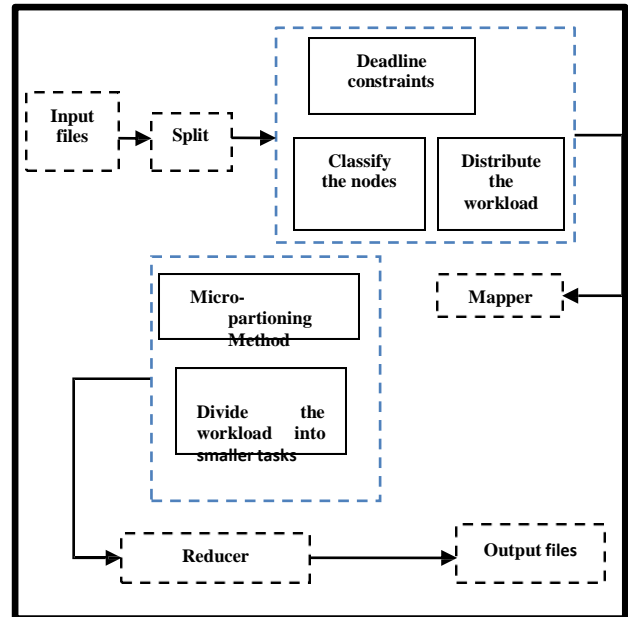 Deadline
constraints
Input
files
Split
Classify
the nodes
Distribute
the
workload
Mapper
Micro-
partioning
Method
Divide the
workload into
smaller tasks
Reducer
Output files